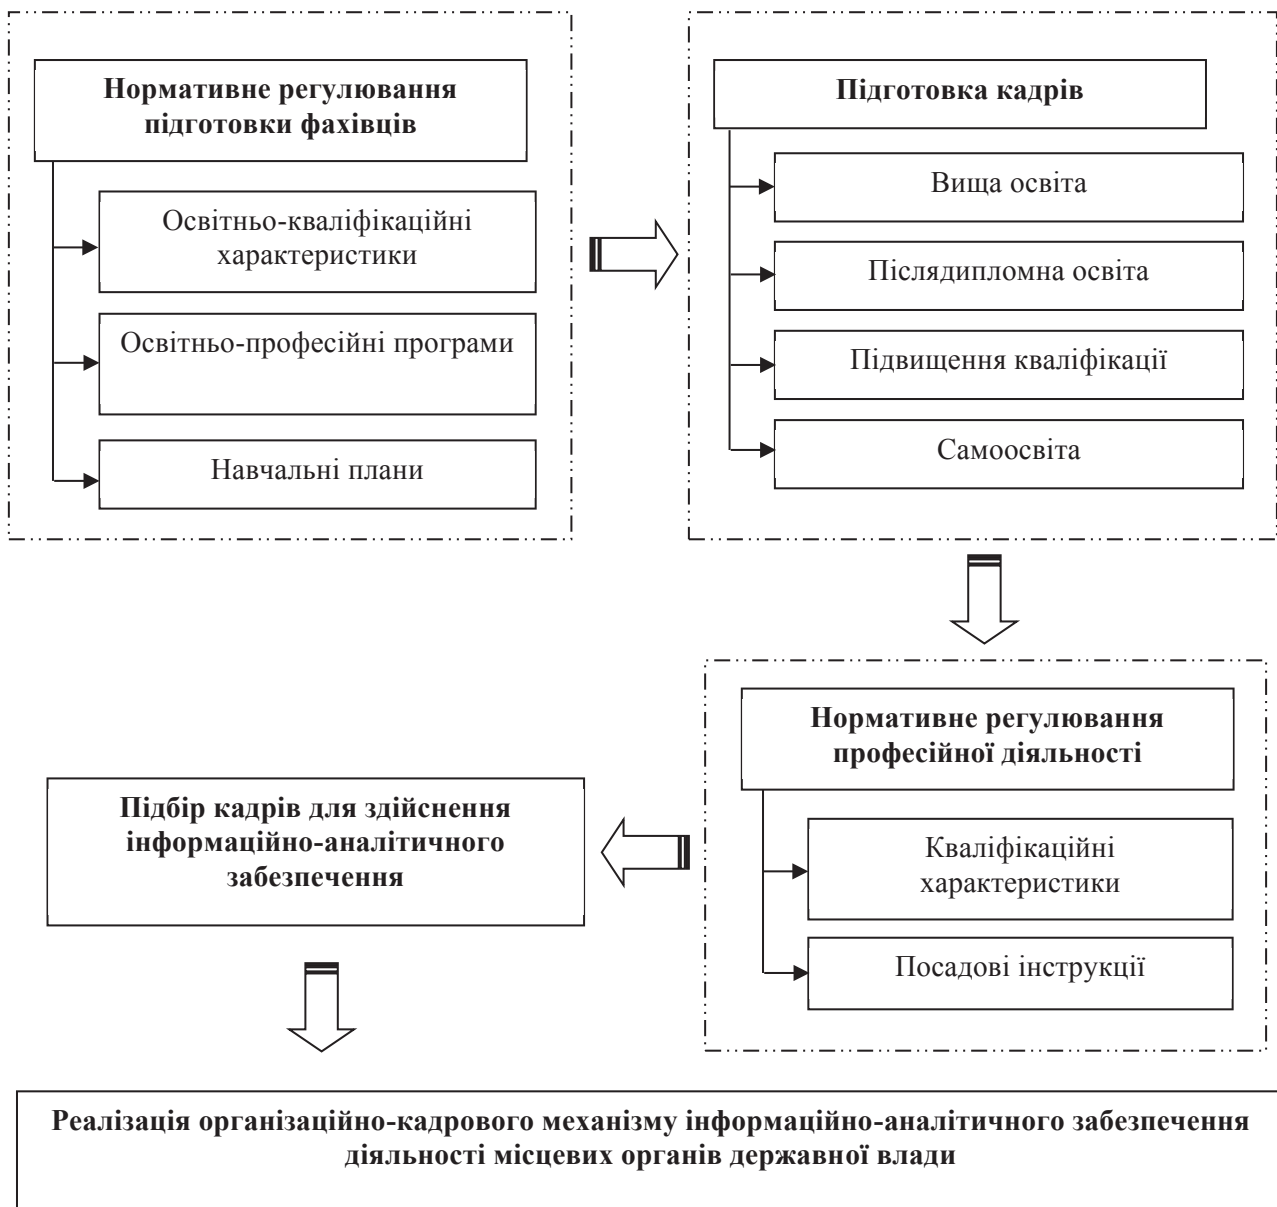 Нормативне регулювання
підготовки фахівців
Освітньо-кваліфікаційні
характеристики
Освітньо-професійні програми
Навчальні плани
Підготовка кадрів
Вища освіта
Післядипломна освіта
Підвищення кваліфікації
Самоосвіта
Нормативне регулювання
професійної діяльності
Кваліфікаційні
характеристики
Посадові інструкції
Підбір кадрів для здійснення
інформаційно-аналітичного
забезпечення
Реалізація організаційно-кадрового механізму інформаційно-аналітичного забезпечення
діяльності місцевих органів державної влади